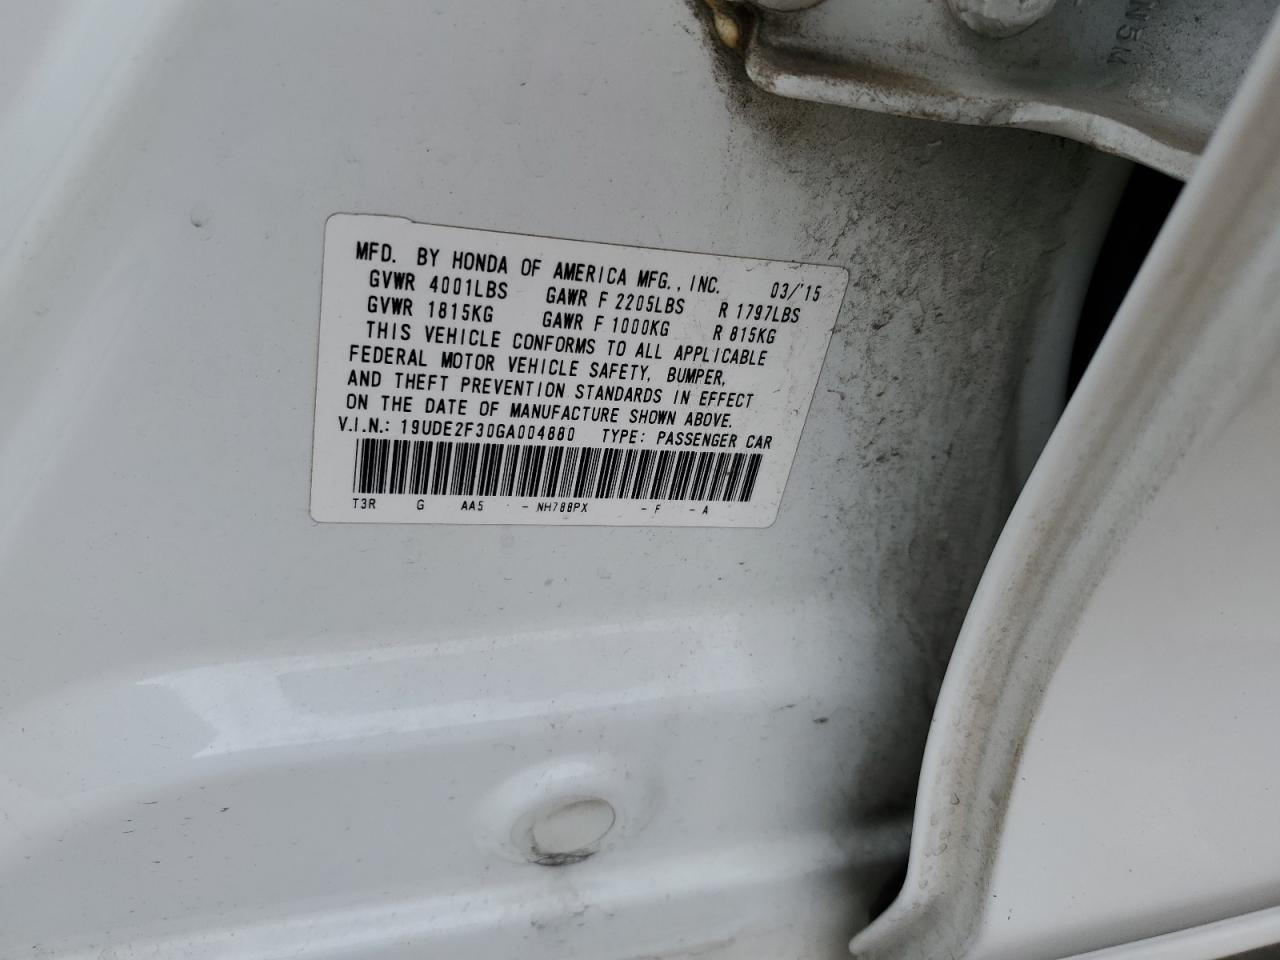 N5M
MFD. BY HONDA OF AMERICA MFG., INC. 03/'15
GVWR 4001LBS GAWR F 2205LBS R 1797LBS
GVWR 1815KG GAWR F 1000KG R 815KG
THIS VEHICLE CONFORMS TO ALL APPLICABLE
FEDERAL MOTOR VEHICLE SAFETY, BUMPER,
AND THEFT PREVENTION STANDARDS IN EFFECT
ON THE DATE OF MANUFACTURE SHOWN ABOVE.
V.I.N.: 19UDE2F30GA004880 TYPE: PASSENGER CAR
T3R G AA5 - NH788PX - F - A